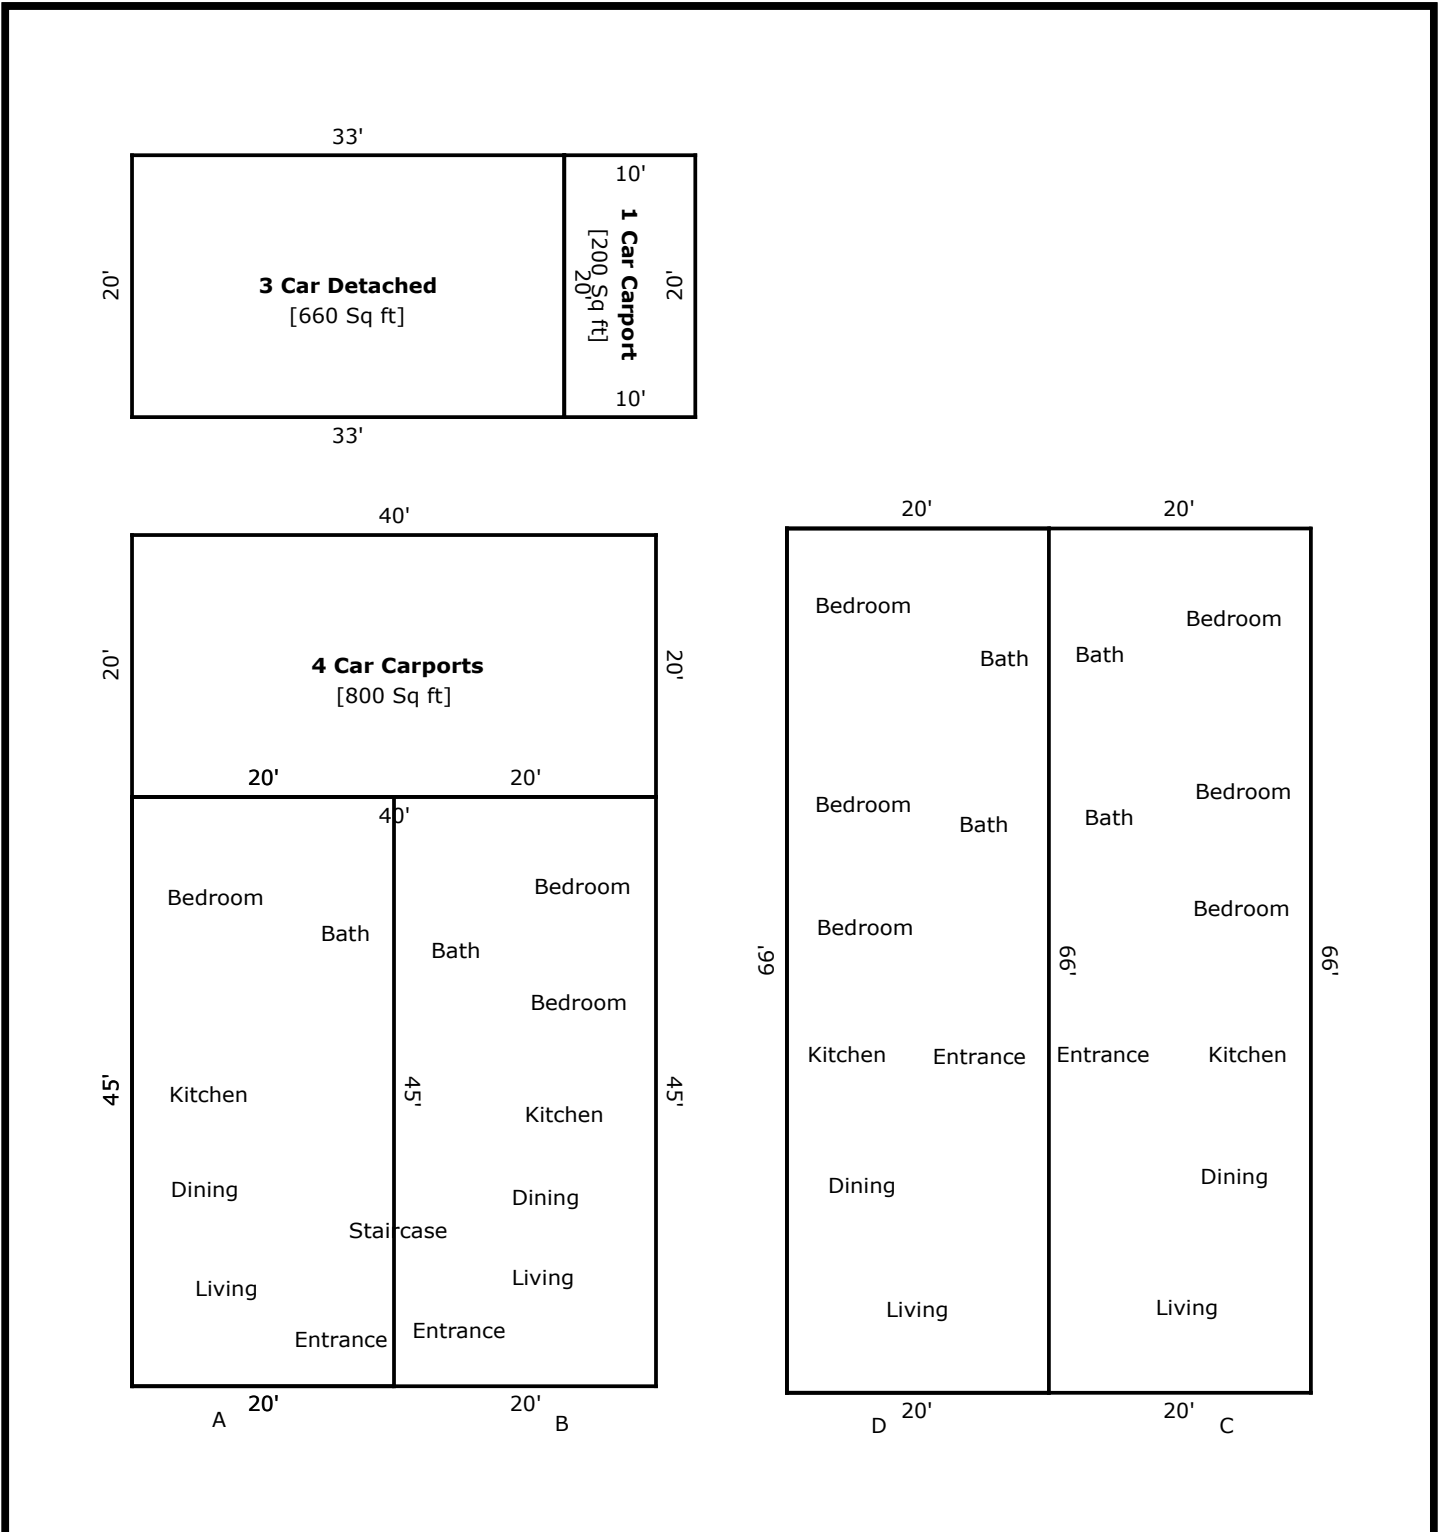 33'
10'
20'
3 Car Detached
[660 Sq ft]
1 Car Carport
[200 Sq ft]
20'
20'
10'
33'
40'
20'
4 Car Carports
[800 Sq ft]
20'
20'
20'
40'
Bedroom
Bedroom
Bath
Bath
Bedroom
45'
45'
45'
Kitchen
Kitchen
Dining
Dining
Staircase
Living
Living
Entrance
Entrance
20'
20'
A
B
20'
20'
Bedroom
Bedroom
Bath
Bath
Bedroom
Bedroom
Bath
Bath
Bedroom
Bedroom
66'
66'
66'
Kitchen
Entrance
Entrance
Kitchen
Dining
Dining
Living
Living
20'
20'
D
C